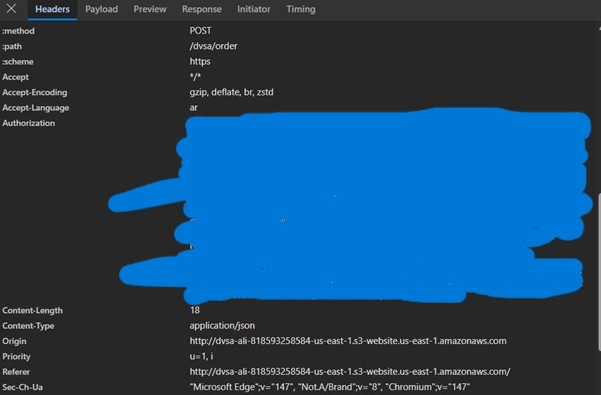 Headers Payload Preview Response Initiator Timing
:method POST
:path /dvsa/order
:scheme https
Accept */*
Accept-Encoding gzip, deflate, br, zstd
Accept-Language ar
Authorization
Content-Length 18
Content-Type application/json
Origin http://dvsa-ali-818593258584-us-east-1.s3-website.us-east-1.amazonaws.com
Priority u=1, i
Referer http://dvsa-ali-818593258584-us-east-1.s3-website.us-east-1.amazonaws.com/
Sec-Ch-Ua "Microsoft Edge";v="147", "Not.A/Brand";v="8", "Chromium";v="147"